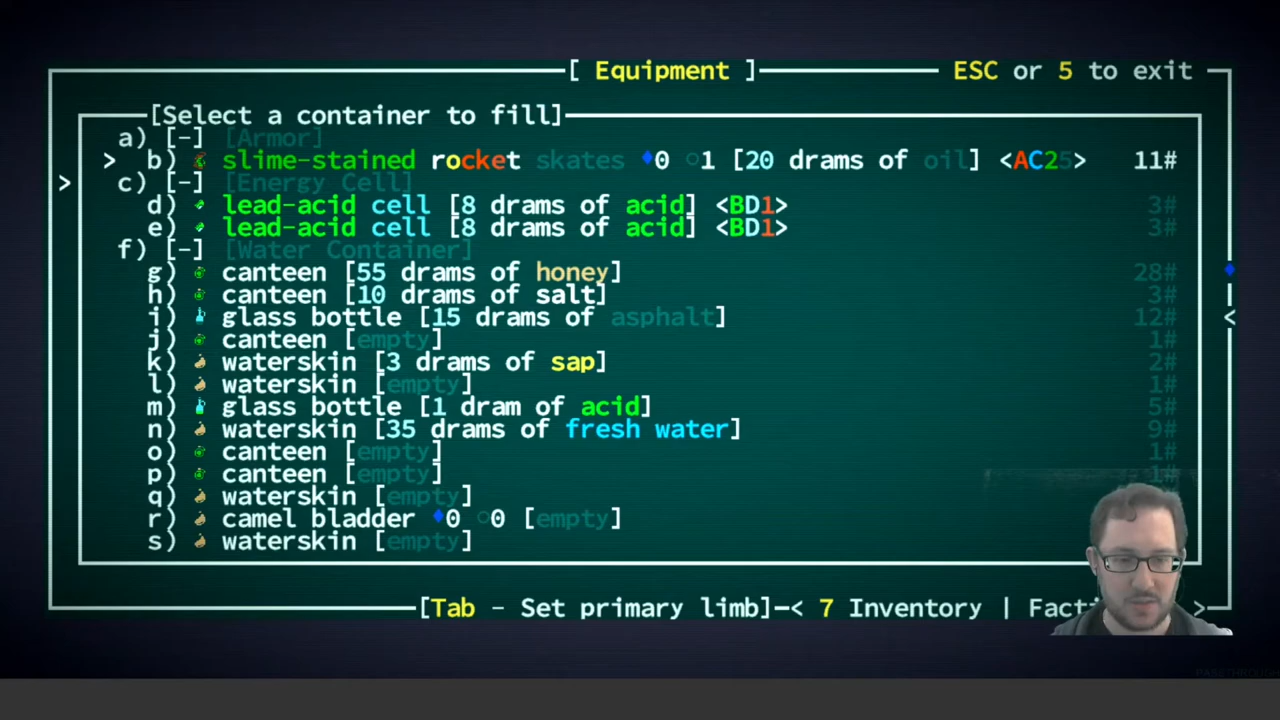 [ Equipment ] ESC or 5 to exit
[Select a container to fill]
a) [-] [Armor]
> b) slime-stained rocket skates ♦0 ○1 [20 drams of oil] <AC25> 11#
> c) [-] [Energy Cell]
d) lead-acid cell [8 drams of acid] <BD1> 3#
e) lead-acid cell [8 drams of acid] <BD1> 3#
f) [-] [Water Container]
g) canteen [55 drams of honey] 28#
h) canteen [10 drams of salt] 3#
i) glass bottle [15 drams of asphalt] 12#
j) canteen [empty] 1#
k) waterskin [3 drams of sap] 2#
l) waterskin [empty] 1#
m) glass bottle [1 dram of acid] 5#
n) waterskin [35 drams of fresh water] 9#
o) canteen [empty] 1#
p) canteen [empty] 1#
q) waterskin [empty]
r) camel bladder ♦0 ○0 [empty]
s) waterskin [empty]
[Tab - Set primary limb]-< 7 Inventory | Facti >